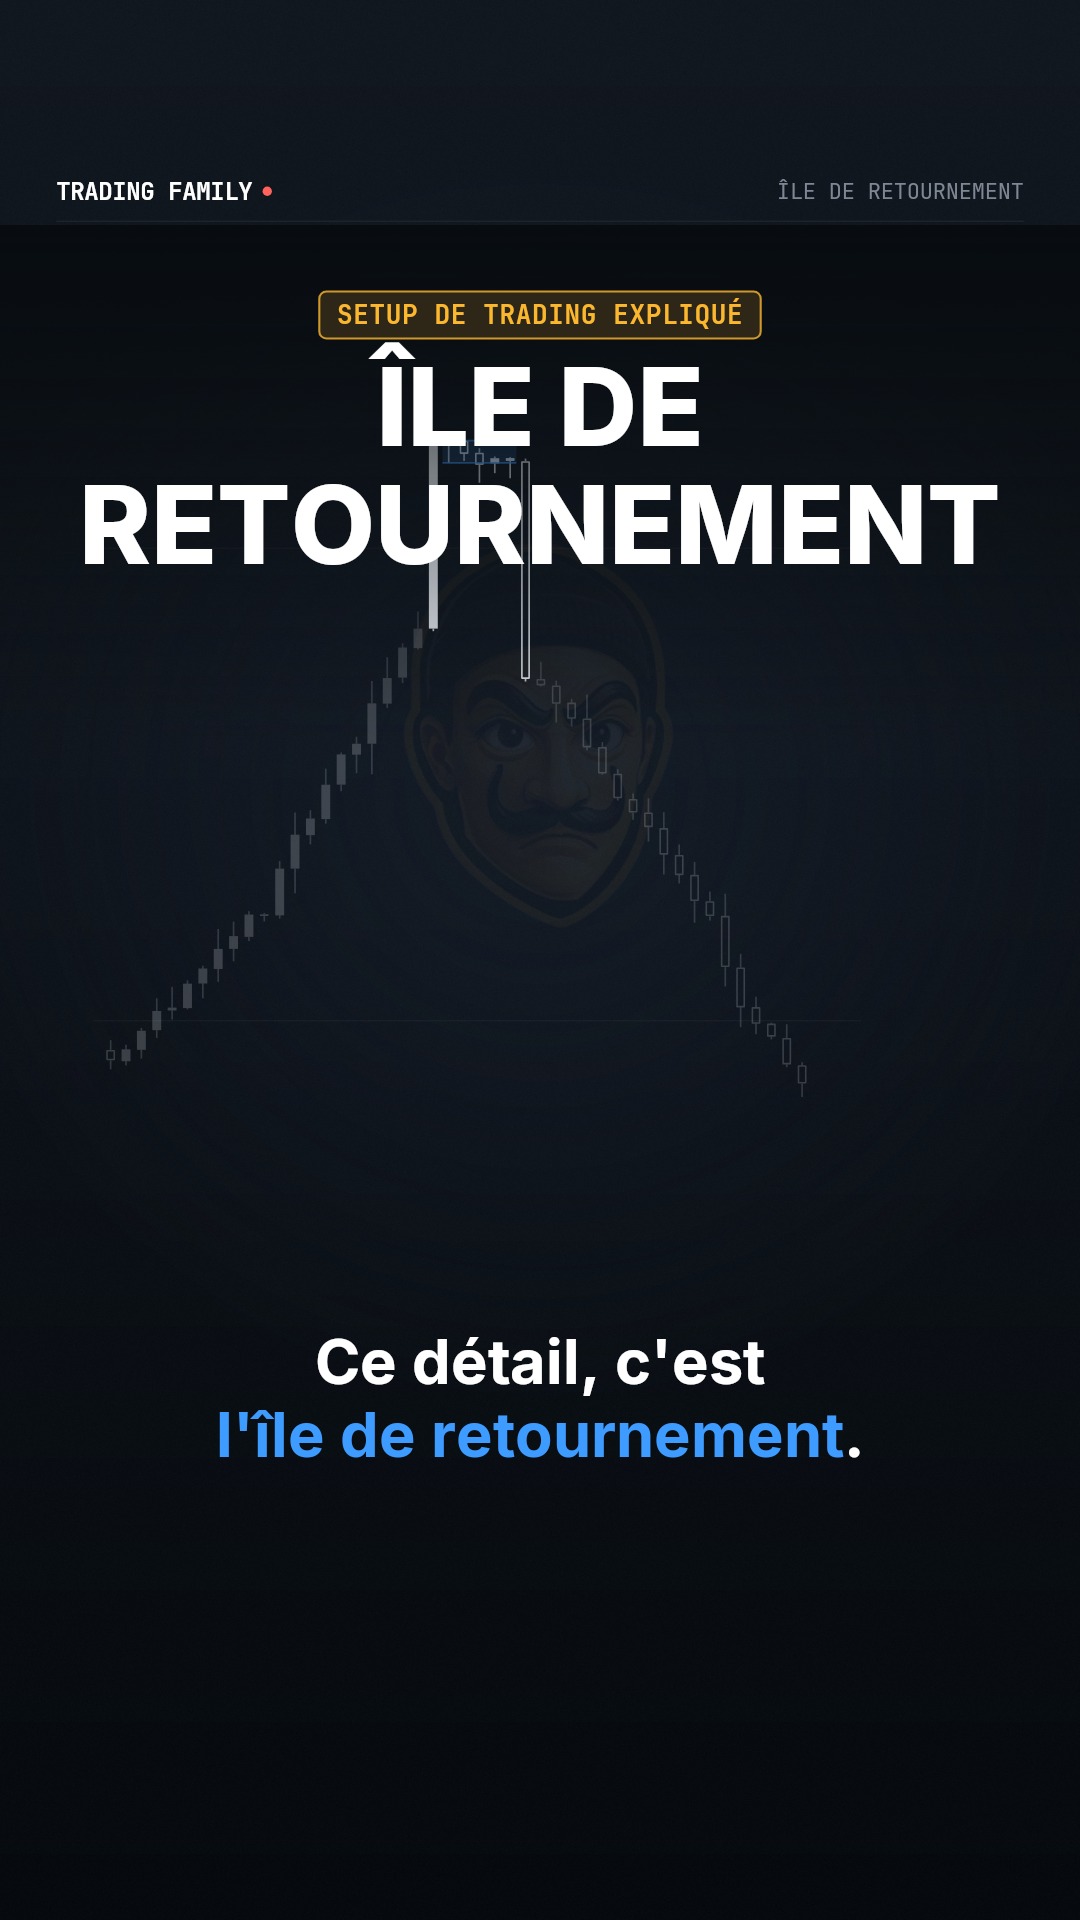 TRADING FAMILY
ÎLE DE RETOURNEMENT
SETUP DE TRADING EXPLIQUÉ
ÎLE DE
RETOURNEMENT
Ce détail, c'est
l'île de retournement.